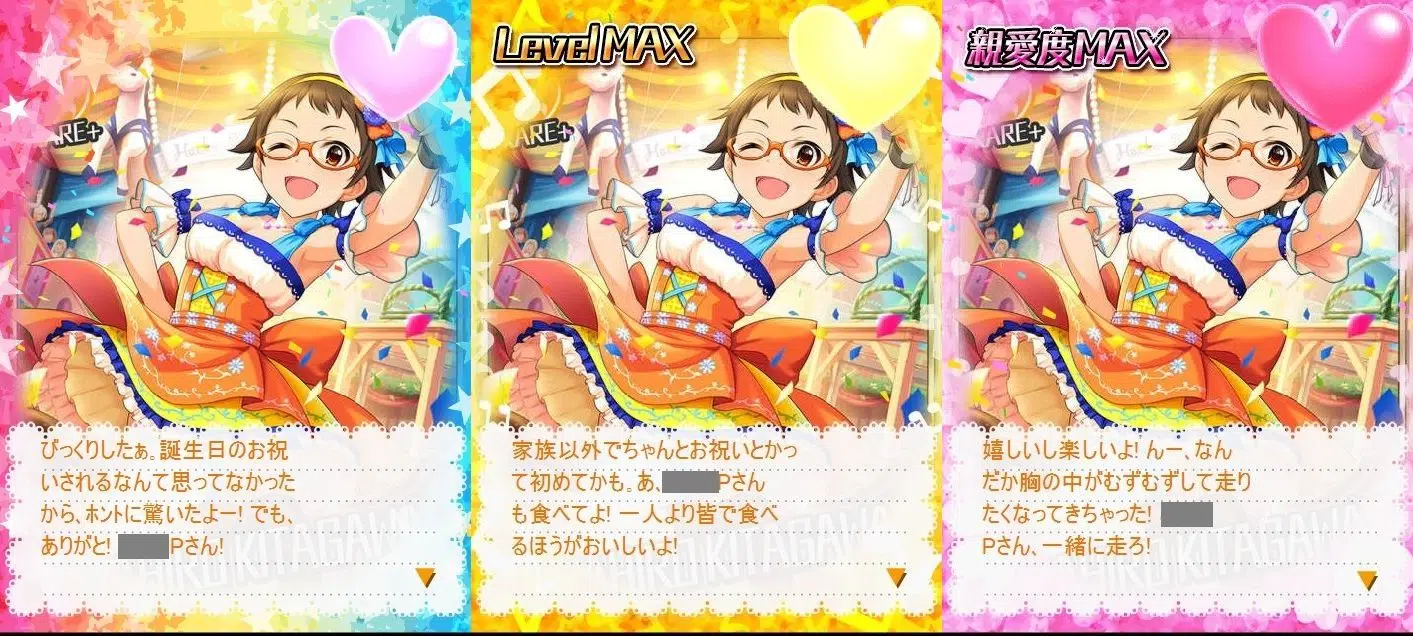 びっくりしたぁ。誕生日のお祝
いされるなんて思ってなかった
から、ホントに驚いたよー! でも、
ありがと! Pさん!
Level MAX
家族以外でちゃんとお祝いとかっ
て初めてかも。あ、Pさん
も食べてよ! 一人より皆で食べ
るほうがおいしいよ!
親愛度MAX
嬉しいし楽しいよ! んー、なん
だか胸の中がむずむずして走り
たくなってきちゃった!
Pさん、一緒に走ろ!